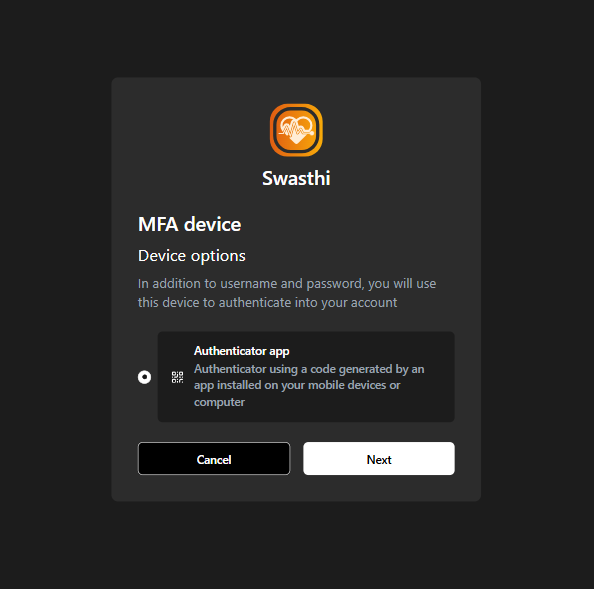 Swasthi
MFA device
Device options
In addition to username and password, you will use
this device to authenticate into your account
Authenticator app
Authenticator using a code generated by an
app installed on your mobile devices or
computer
Cancel
Next